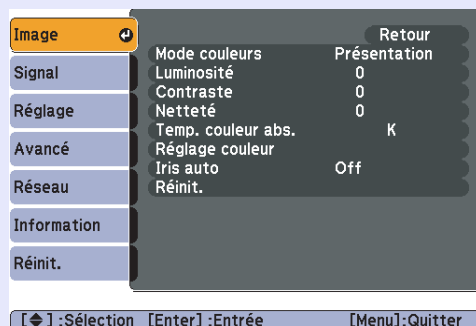 Image
Signal
Réglage
Avancé
Réseau
Information
Réinit.
Retour
Mode couleurs Présentation
Luminosité 0
Contraste 0
Netteté 0
Temp. couleur abs. K
Réglage couleur
Iris auto Off
Réinit.
[◆] :Sélection [Enter] :Entrée [Menu]:Quitter